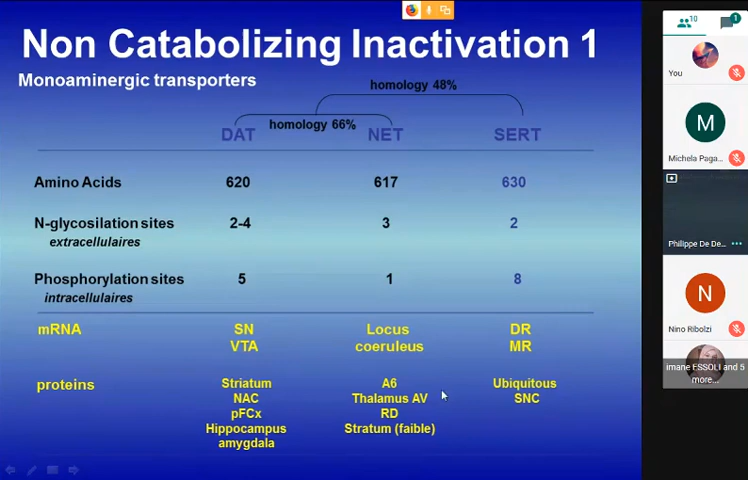 Non Catabolizing Inactivation 1
Monoaminergic transporters
homology 48%
homology 66%
DAT NET SERT
Amino Acids 620 617 630
N-glycosilation sites 2-4 3 2
extracellulaires
Phosphorylation sites 5 1 8
intracellulaires
mRNA SN Locus DR
VTA coeruleus MR
proteins Striatum A6 Ubiquitous
NAC Thalamus AV SNC
pFCx RD
Hippocampus Stratum (faible)
amygdala
10
1
You
M
Michela Paga...
Philippe De De...
N
Nino Ribolzi
imane ESSOLI and 5
more...